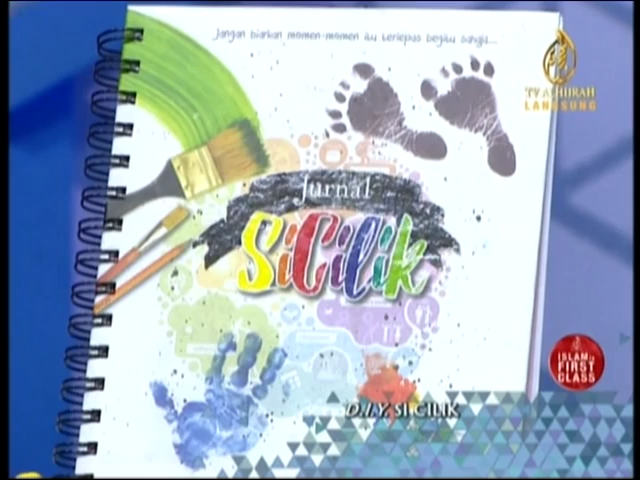 Jangan biarkan momen-momen itu terlepas begitu sahaja...
TV ALHIJRAH
LANGSUNG
Jurnal
SiCilik
ISLAM is
FIRST
CLASS
D.I.Y. SI CILIK